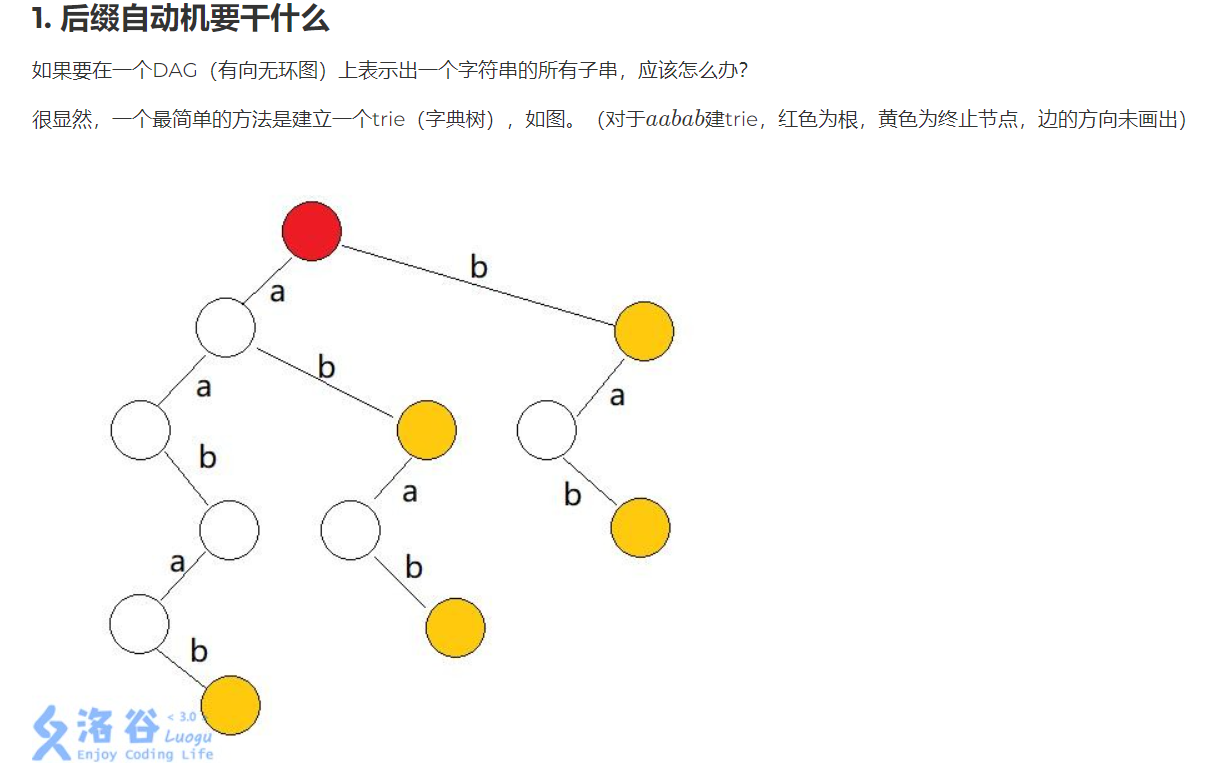 1. 后缀自动机要干什么
如果要在一个DAG（有向无环图）上表示出一个字符串的所有子串，应该怎么办？
很显然，一个最简单的方法是建立一个trie（字典树），如图。（对于aabab建trie，红色为根，黄色为终止节点，边的方向未画出）
b
a
b
a
a
b
a
b
b
a
b
洛谷 < 3.0 >
Luogu
Enjoy Coding Life